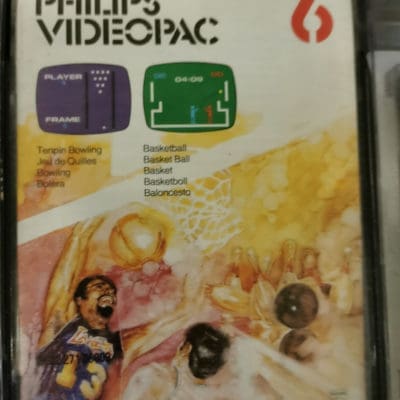 PHILIPS
VIDEOPAC
6
PLAYER
FRAME
04:09
Tenpin Bowling
Jeu de Quilles
Bowling
Bolera
Basketball
Basket Ball
Basket
Basketboll
Baloncesto
13